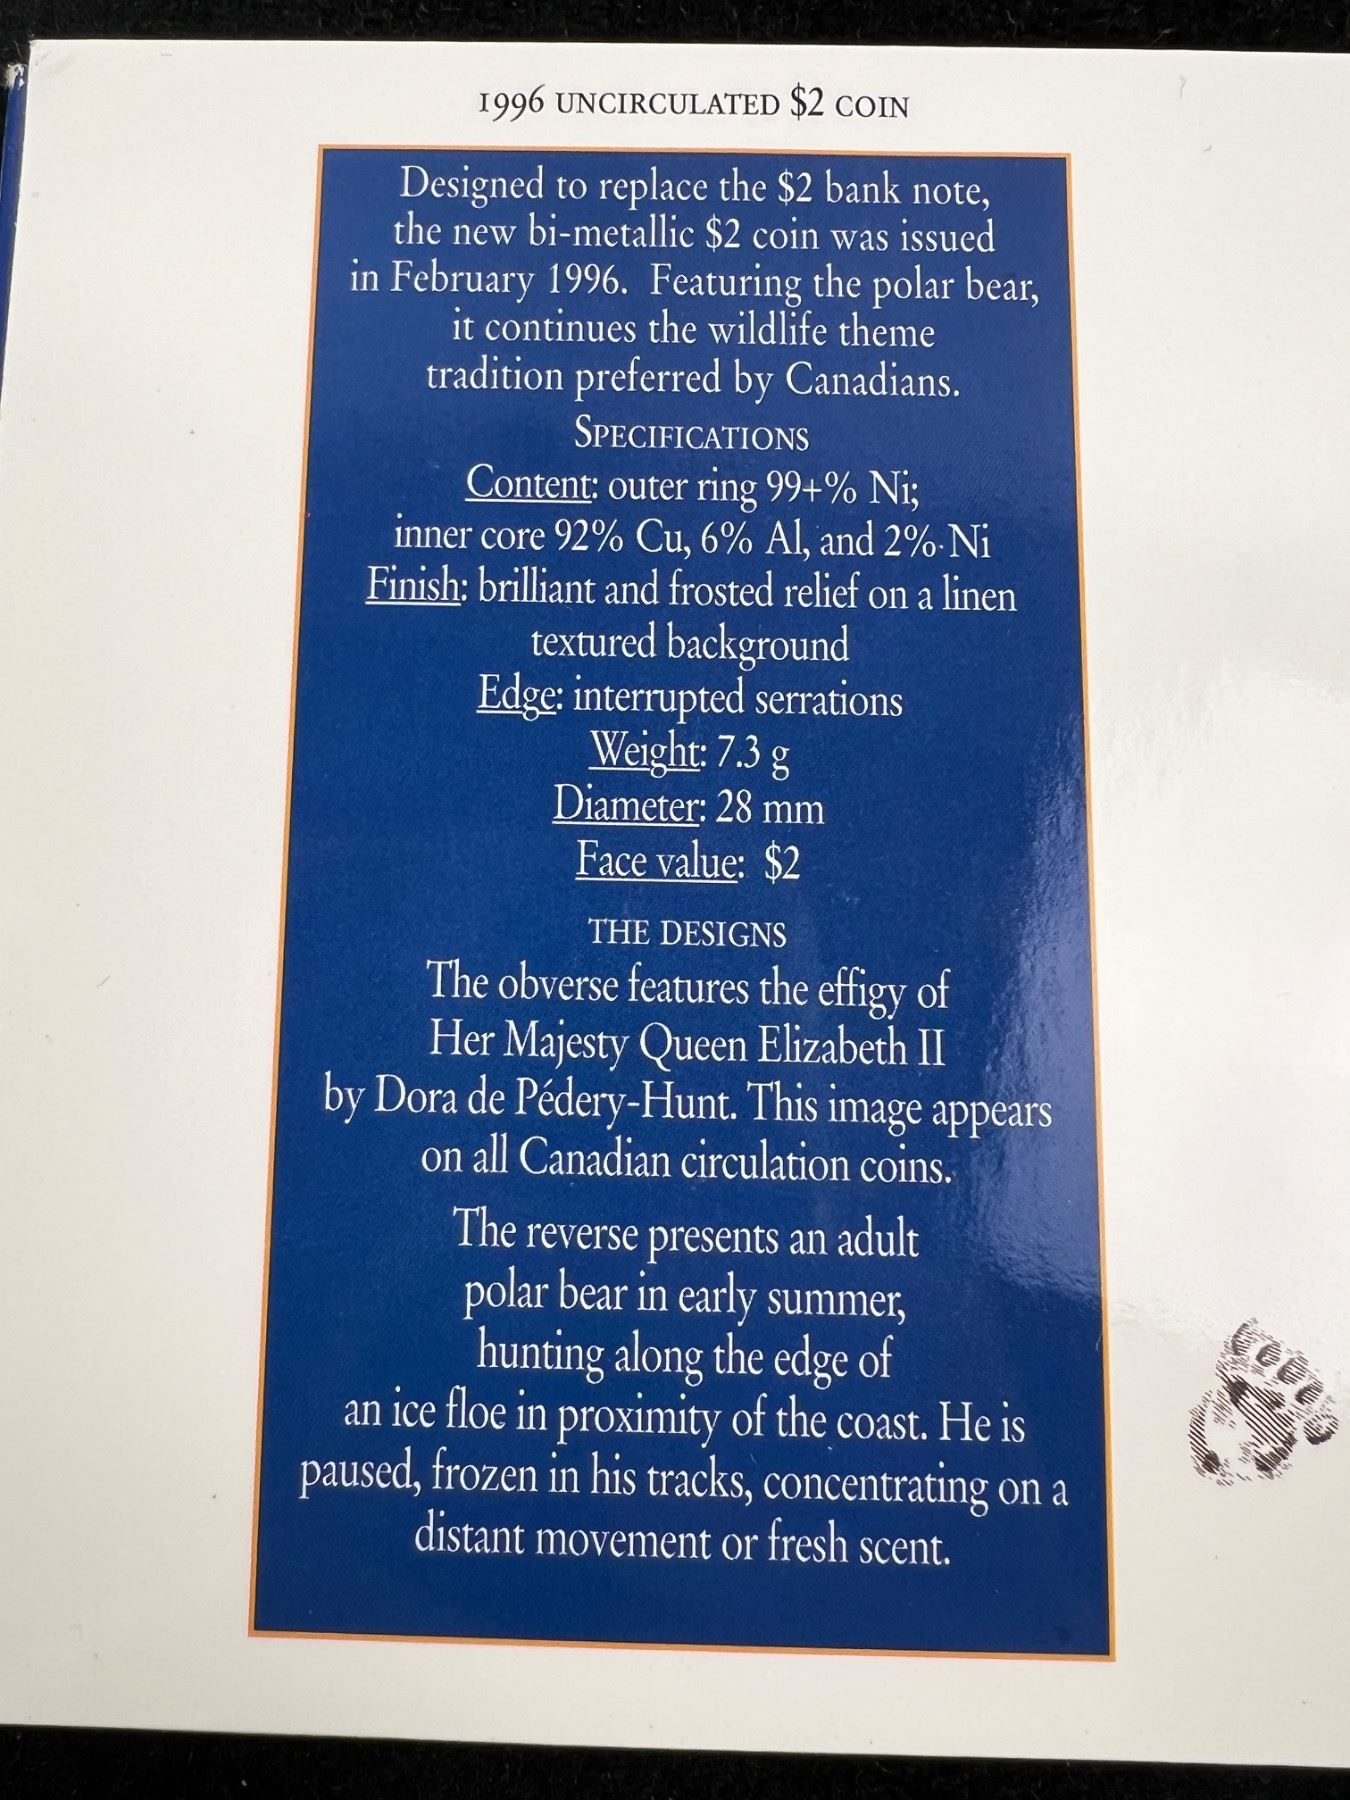 1996 UNCIRCULATED $2 COIN
Designed to replace the $2 bank note,
the new bi-metallic $2 coin was issued
in February 1996. Featuring the polar bear,
it continues the wildlife theme
tradition preferred by Canadians.
SPECIFICATIONS
Content: outer ring 99+% Ni;
inner core 92% Cu, 6% Al, and 2% Ni
Finish: brilliant and frosted relief on a linen
textured background
Edge: interrupted serrations
Weight: 7.3 g
Diameter: 28 mm
Face value: $2
THE DESIGNS
The obverse features the effigy of
Her Majesty Queen Elizabeth II
by Dora de Pédery-Hunt. This image appears
on all Canadian circulation coins.
The reverse presents an adult
polar bear in early summer,
hunting along the edge of
an ice floe in proximity of the coast. He is
paused, frozen in his tracks, concentrating on a
distant movement or fresh scent.